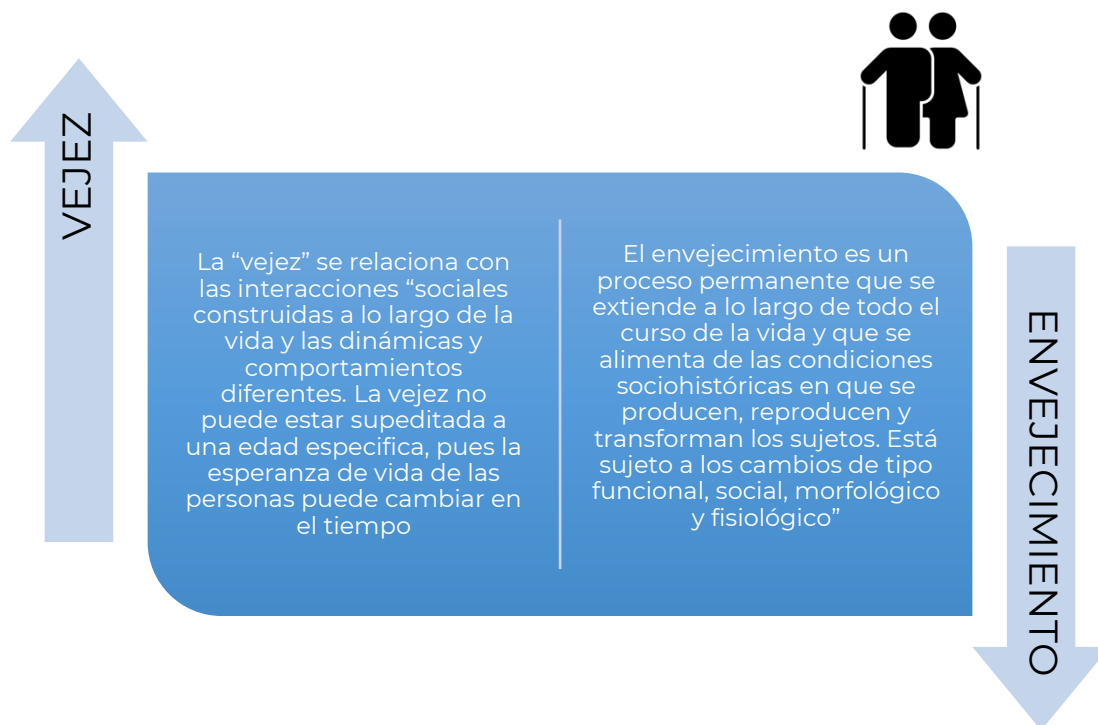 VEJEZ
La “vejez” se relaciona con
las interacciones “sociales
construidas a lo largo de la
vida y las dinámicas y
comportamientos
diferentes. La vejez no
puede estar supeditada a
una edad especifica, pues la
esperanza de vida de las
personas puede cambiar en
el tiempo
El envejecimiento es un
proceso permanente que se
extiende a lo largo de todo el
curso de la vida y que se
alimenta de las condiciones
sociohistóricas en que se
producen, reproducen y
transforman los sujetos. Está
sujeto a los cambios de tipo
funcional, social, morfológico
y fisiológico”
ENVEJECIMIENTO